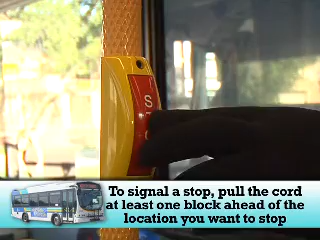 S
To signal a stop, pull the cord
at least one block ahead of the
location you want to stop